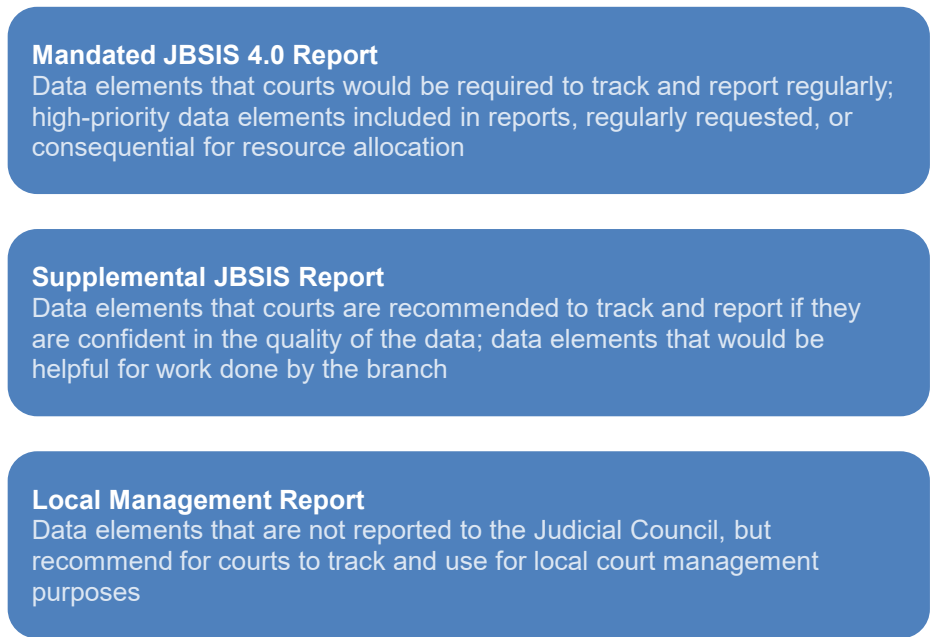 Mandated JBSIS 4.0 Report
Data elements that courts would be required to track and report regularly;
high-priority data elements included in reports, regularly requested, or
consequential for resource allocation
Supplemental JBSIS Report
Data elements that courts are recommended to track and report if they
are confident in the quality of the data; data elements that would be
helpful for work done by the branch
Local Management Report
Data elements that are not reported to the Judicial Council, but
recommend for courts to track and use for local court management
purposes